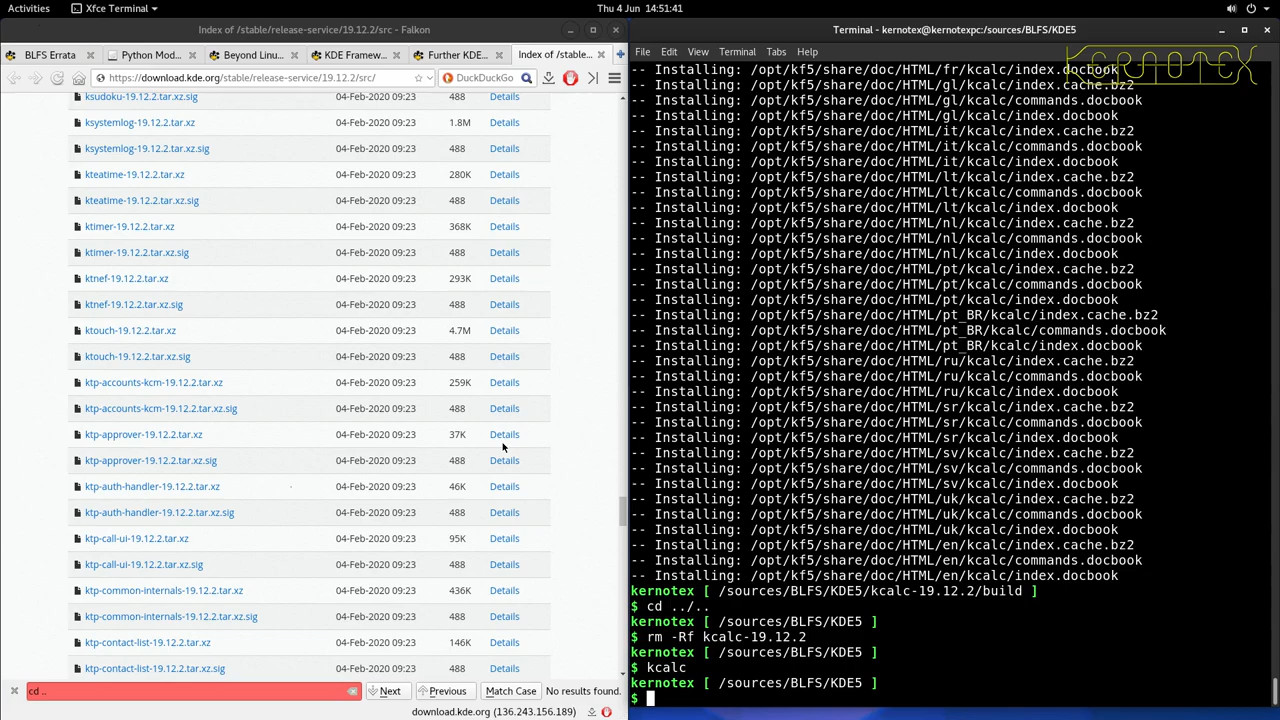 Activities
Xfce Terminal
Thu 4 Jun 14:51:41
Index of /stable/release-service/19.12.2/src/ - Falkon
BLFS Errata
Python Mod...
Beyond Linu...
KDE Framew...
Further KDE...
Index of /stable...
https://download.kde.org/stable/release-service/19.12.2/src/
DuckDuckGo
ksudoku-19.12.2.tar.xz.sig 04-Feb-2020 09:23 488 Details
ksystemlog-19.12.2.tar.xz 04-Feb-2020 09:23 1.8M Details
ksystemlog-19.12.2.tar.xz.sig 04-Feb-2020 09:23 488 Details
kteatime-19.12.2.tar.xz 04-Feb-2020 09:23 280K Details
kteatime-19.12.2.tar.xz.sig 04-Feb-2020 09:23 488 Details
ktimer-19.12.2.tar.xz 04-Feb-2020 09:23 368K Details
ktimer-19.12.2.tar.xz.sig 04-Feb-2020 09:23 488 Details
ktnef-19.12.2.tar.xz 04-Feb-2020 09:23 293K Details
ktnef-19.12.2.tar.xz.sig 04-Feb-2020 09:23 488 Details
ktouch-19.12.2.tar.xz 04-Feb-2020 09:23 4.7M Details
ktouch-19.12.2.tar.xz.sig 04-Feb-2020 09:23 488 Details
ktp-accounts-kcm-19.12.2.tar.xz 04-Feb-2020 09:23 259K Details
ktp-accounts-kcm-19.12.2.tar.xz.sig 04-Feb-2020 09:23 488 Details
ktp-approver-19.12.2.tar.xz 04-Feb-2020 09:23 37K Details
ktp-approver-19.12.2.tar.xz.sig 04-Feb-2020 09:23 488 Details
ktp-auth-handler-19.12.2.tar.xz 04-Feb-2020 09:23 46K Details
ktp-auth-handler-19.12.2.tar.xz.sig 04-Feb-2020 09:23 488 Details
ktp-call-ui-19.12.2.tar.xz 04-Feb-2020 09:23 95K Details
ktp-call-ui-19.12.2.tar.xz.sig 04-Feb-2020 09:23 488 Details
ktp-common-internals-19.12.2.tar.xz 04-Feb-2020 09:23 436K Details
ktp-common-internals-19.12.2.tar.xz.sig 04-Feb-2020 09:23 488 Details
ktp-contact-list-19.12.2.tar.xz 04-Feb-2020 09:23 146K Details
ktp-contact-list-19.12.2.tar.xz.sig 04-Feb-2020 09:23 488 Details
cd ..
Next
Previous
Match Case
No results found.
download.kde.org (136.243.156.189)
Terminal - kernotex@kernotexpc:/sources/BLFS/KDE5
File Edit View Terminal Tabs Help
KERNOTEX
-- Installing: /opt/kf5/share/doc/HTML/fr/kcalc/index.docbook
-- Installing: /opt/kf5/share/doc/HTML/gl/kcalc/index.cache.bz2
-- Installing: /opt/kf5/share/doc/HTML/gl/kcalc/commands.docbook
-- Installing: /opt/kf5/share/doc/HTML/gl/kcalc/index.docbook
-- Installing: /opt/kf5/share/doc/HTML/it/kcalc/index.cache.bz2
-- Installing: /opt/kf5/share/doc/HTML/it/kcalc/commands.docbook
-- Installing: /opt/kf5/share/doc/HTML/it/kcalc/index.docbook
-- Installing: /opt/kf5/share/doc/HTML/lt/kcalc/index.cache.bz2
-- Installing: /opt/kf5/share/doc/HTML/lt/kcalc/commands.docbook
-- Installing: /opt/kf5/share/doc/HTML/lt/kcalc/index.docbook
-- Installing: /opt/kf5/share/doc/HTML/nl/kcalc/index.cache.bz2
-- Installing: /opt/kf5/share/doc/HTML/nl/kcalc/commands.docbook
-- Installing: /opt/kf5/share/doc/HTML/nl/kcalc/index.docbook
-- Installing: /opt/kf5/share/doc/HTML/pt/kcalc/index.cache.bz2
-- Installing: /opt/kf5/share/doc/HTML/pt/kcalc/commands.docbook
-- Installing: /opt/kf5/share/doc/HTML/pt/kcalc/index.docbook
-- Installing: /opt/kf5/share/doc/HTML/pt_BR/kcalc/index.cache.bz2
-- Installing: /opt/kf5/share/doc/HTML/pt_BR/kcalc/commands.docbook
-- Installing: /opt/kf5/share/doc/HTML/pt_BR/kcalc/index.docbook
-- Installing: /opt/kf5/share/doc/HTML/ru/kcalc/index.cache.bz2
-- Installing: /opt/kf5/share/doc/HTML/ru/kcalc/commands.docbook
-- Installing: /opt/kf5/share/doc/HTML/ru/kcalc/index.docbook
-- Installing: /opt/kf5/share/doc/HTML/sr/kcalc/index.cache.bz2
-- Installing: /opt/kf5/share/doc/HTML/sr/kcalc/commands.docbook
-- Installing: /opt/kf5/share/doc/HTML/sr/kcalc/index.docbook
-- Installing: /opt/kf5/share/doc/HTML/sv/kcalc/index.cache.bz2
-- Installing: /opt/kf5/share/doc/HTML/sv/kcalc/commands.docbook
-- Installing: /opt/kf5/share/doc/HTML/sv/kcalc/index.docbook
-- Installing: /opt/kf5/share/doc/HTML/uk/kcalc/index.cache.bz2
-- Installing: /opt/kf5/share/doc/HTML/uk/kcalc/commands.docbook
-- Installing: /opt/kf5/share/doc/HTML/uk/kcalc/index.docbook
-- Installing: /opt/kf5/share/doc/HTML/en/kcalc/index.cache.bz2
-- Installing: /opt/kf5/share/doc/HTML/en/kcalc/commands.docbook
-- Installing: /opt/kf5/share/doc/HTML/en/kcalc/index.docbook
kernotex [ /sources/BLFS/KDE5/kcalc-19.12.2/build ]
$ cd ../..
kernotex [ /sources/BLFS/KDE5 ]
$ rm -Rf kcalc-19.12.2
kernotex [ /sources/BLFS/KDE5 ]
$ kcalc
kernotex [ /sources/BLFS/KDE5 ]
$